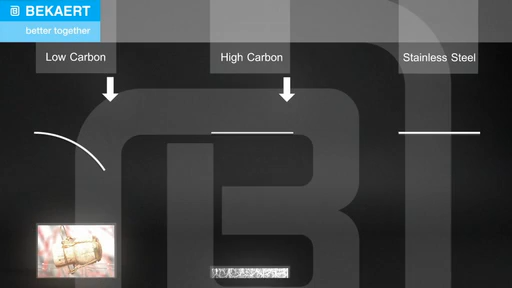 BEKAERT
better together
Low Carbon
High Carbon
Stainless Steel